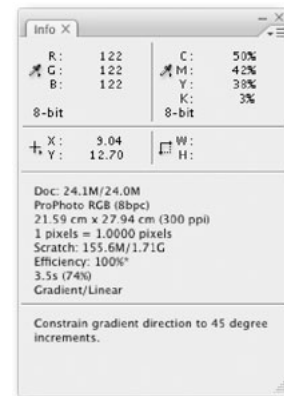 Info X
R: 122 C: 50%
G: 122 M: 42%
B: 122 Y: 38%
K: 3%
8-bit 8-bit
X: 9.04 W:
Y: 12.70 H:
Doc: 24.1M/24.0M
ProPhoto RGB (8bpc)
21.59 cm x 27.94 cm (300 ppi)
1 pixels = 1.0000 pixels
Scratch: 155.6M/1.71G
Efficiency: 100%*
3.5s (74%)
Gradient/Linear
Constrain gradient direction to 45 degree
increments.